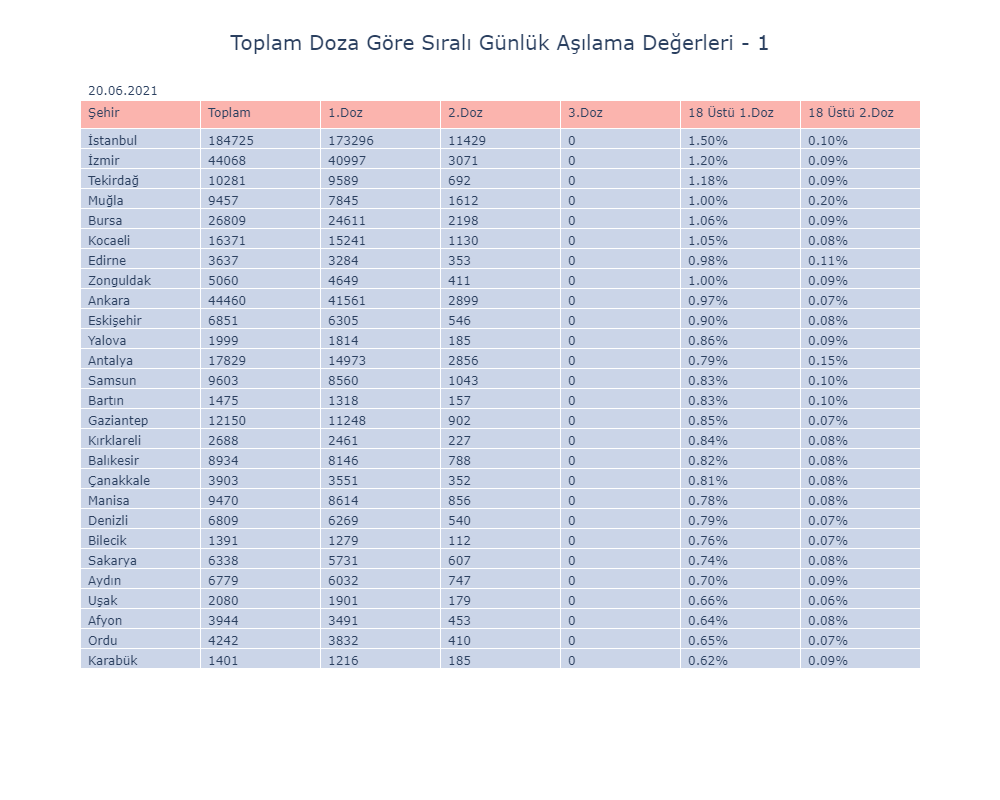 Toplam Doza Göre Sıralı Günlük Aşılama Değerleri - 1
20.06.2021
Şehir Toplam 1.Doz 2.Doz 3.Doz 18 Üstü 1.Doz 18 Üstü 2.Doz
İstanbul 184725 173296 11429 0 1.50% 0.10%
İzmir 44068 40997 3071 0 1.20% 0.09%
Tekirdağ 10281 9589 692 0 1.18% 0.09%
Muğla 9457 7845 1612 0 1.00% 0.20%
Bursa 26809 24611 2198 0 1.06% 0.09%
Kocaeli 16371 15241 1130 0 1.05% 0.08%
Edirne 3637 3284 353 0 0.98% 0.11%
Zonguldak 5060 4649 411 0 1.00% 0.09%
Ankara 44460 41561 2899 0 0.97% 0.07%
Eskişehir 6851 6305 546 0 0.90% 0.08%
Yalova 1999 1814 185 0 0.86% 0.09%
Antalya 17829 14973 2856 0 0.79% 0.15%
Samsun 9603 8560 1043 0 0.83% 0.10%
Bartın 1475 1318 157 0 0.83% 0.10%
Gaziantep 12150 11248 902 0 0.85% 0.07%
Kırklareli 2688 2461 227 0 0.84% 0.08%
Balıkesir 8934 8146 788 0 0.82% 0.08%
Çanakkale 3903 3551 352 0 0.81% 0.08%
Manisa 9470 8614 856 0 0.78% 0.08%
Denizli 6809 6269 540 0 0.79% 0.07%
Bilecik 1391 1279 112 0 0.76% 0.07%
Sakarya 6338 5731 607 0 0.74% 0.08%
Aydın 6779 6032 747 0 0.70% 0.09%
Uşak 2080 1901 179 0 0.66% 0.06%
Afyon 3944 3491 453 0 0.64% 0.08%
Ordu 4242 3832 410 0 0.65% 0.07%
Karabük 1401 1216 185 0 0.62% 0.09%